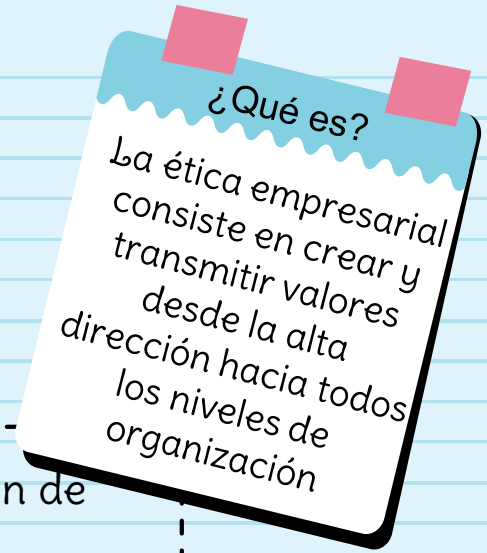 ¿Qué es?
La ética empresarial
consiste en crear y
transmitir valores
desde la alta
dirección hacia todos
los niveles de
organización
n de